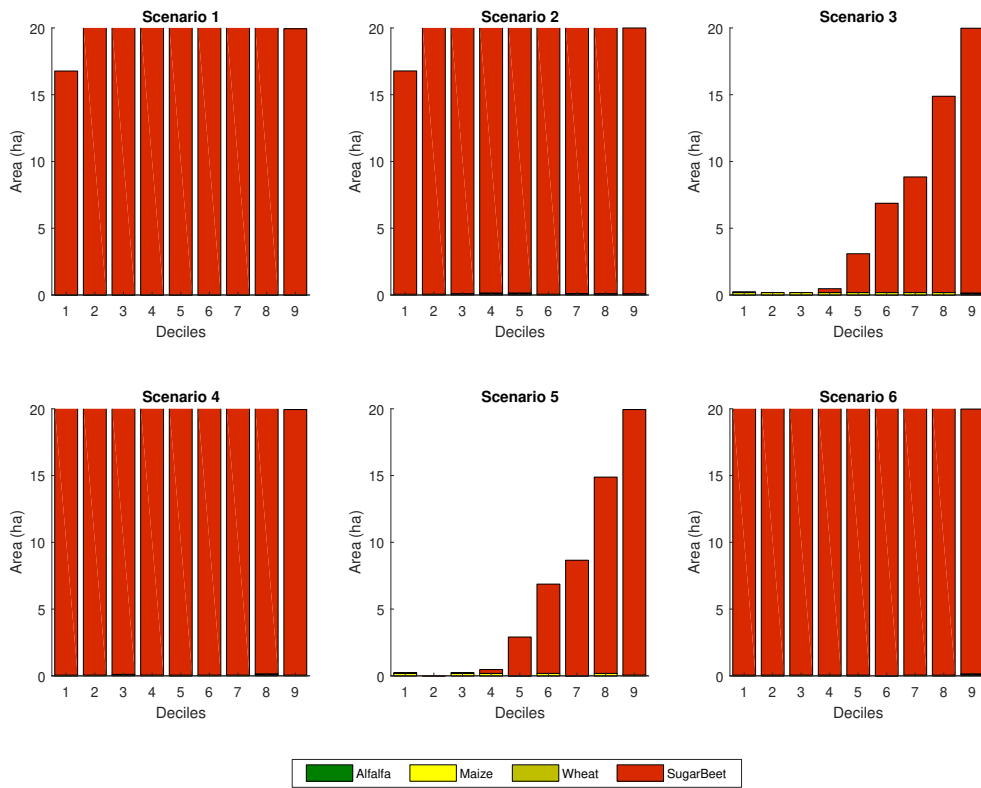 Scenario 1
20
15
10
5
0
Area (ha)
1 2 3 4 5 6 7 8 9
Deciles
Scenario 2
20
15
10
5
0
Area (ha)
1 2 3 4 5 6 7 8 9
Deciles
Scenario 3
20
15
10
5
0
Area (ha)
1 2 3 4 5 6 7 8 9
Deciles
Scenario 4
20
15
10
5
0
Area (ha)
1 2 3 4 5 6 7 8 9
Deciles
Scenario 5
20
15
10
5
0
Area (ha)
1 2 3 4 5 6 7 8 9
Deciles
Scenario 6
20
15
10
5
0
Area (ha)
1 2 3 4 5 6 7 8 9
Deciles
Alfalfa Maize Wheat SugarBeet